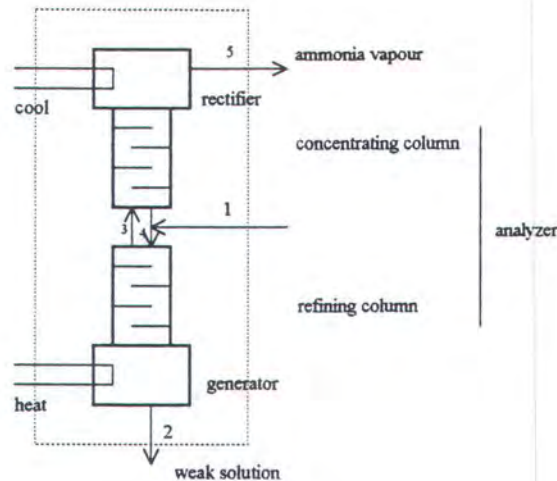 5
ammonia vapour
rectifier
cool
concentrating column
1
3
4
analyzer
refining column
generator
heat
2
weak solution